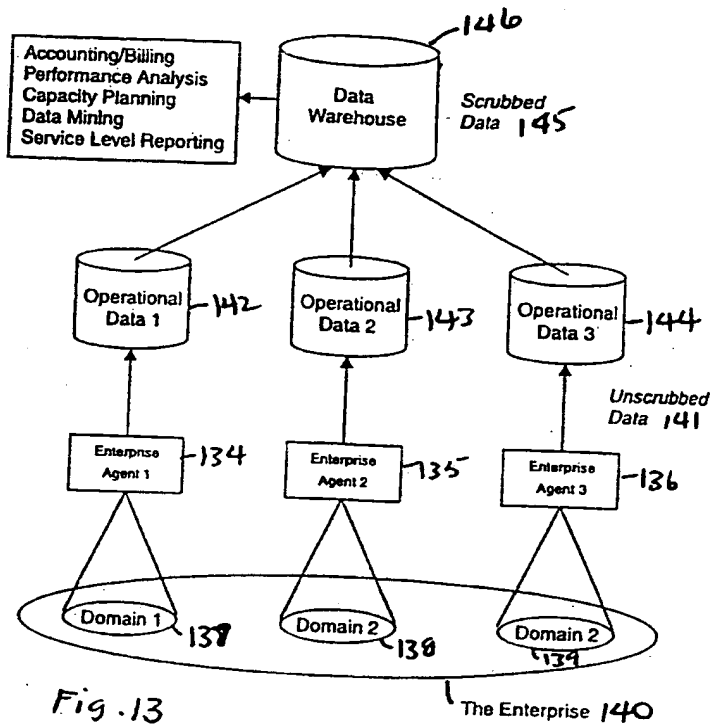 146
Accounting/Billing
Performance Analysis
Capacity Planning
Data Mining
Service Level Reporting
Data
Warehouse
Scrubbed
Data 145
Operational
Data 1
142
Operational
Data 2
143
Operational
Data 3
144
Unscrubbed
Data 141
Enterprise
Agent 1
134
Enterprise
Agent 2
135
Enterprise
Agent 3
136
Domain 1
Domain 2
138
Domain 2
139
Fig. 13
The Enterprise 140